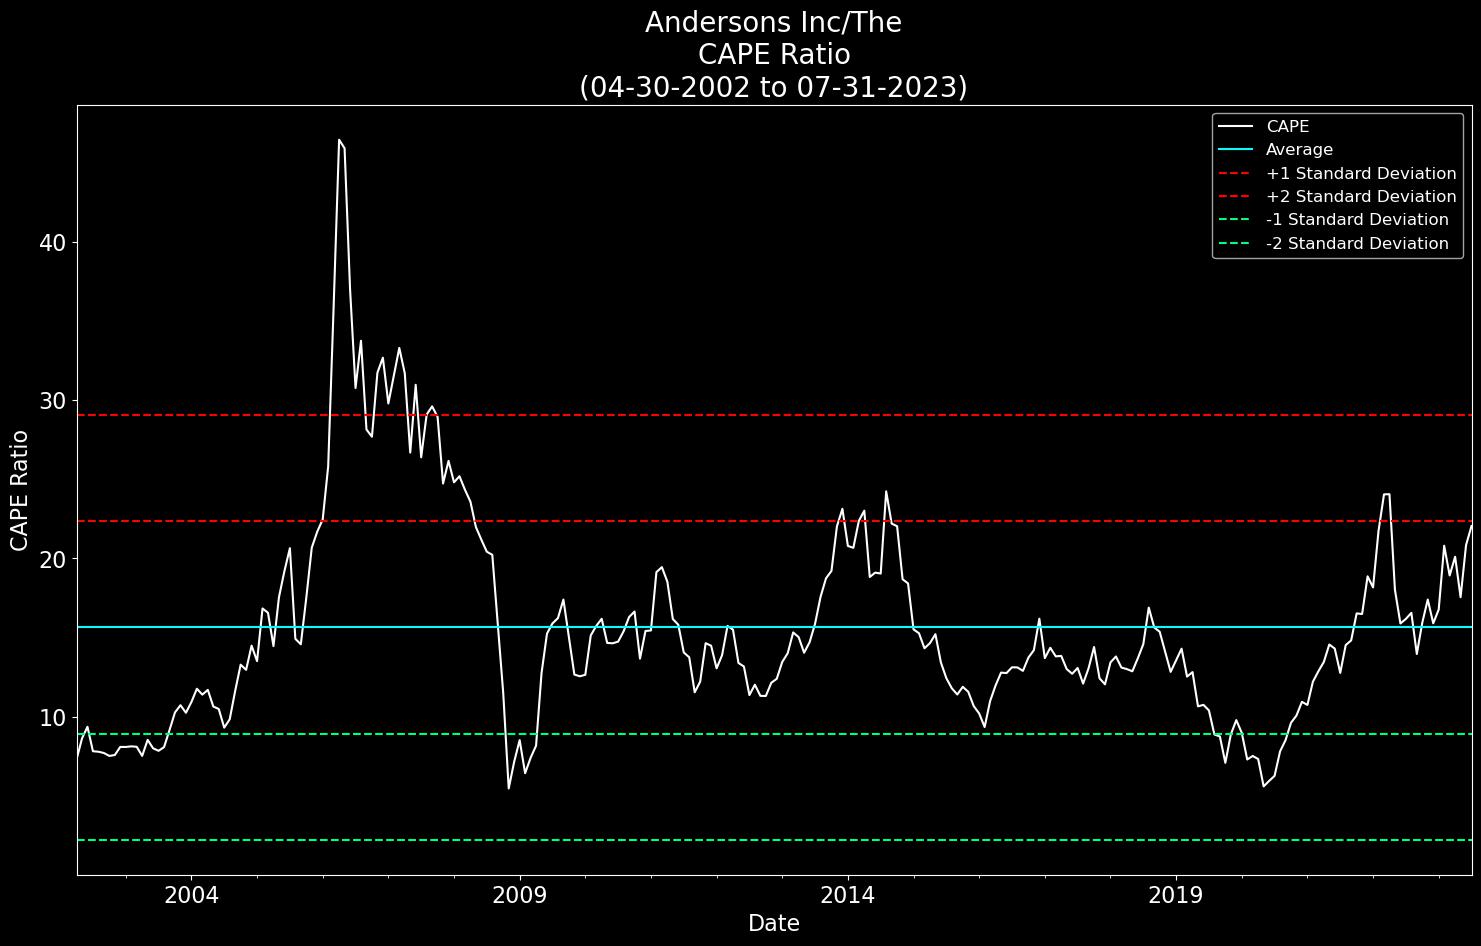 Andersons Inc/The
CAPE Ratio
(04-30-2002 to 07-31-2023)
CAPE
Average
+1 Standard Deviation
+2 Standard Deviation
-1 Standard Deviation
-2 Standard Deviation
40
30
20
10
CAPE Ratio
2004
2009
2014
2019
Date